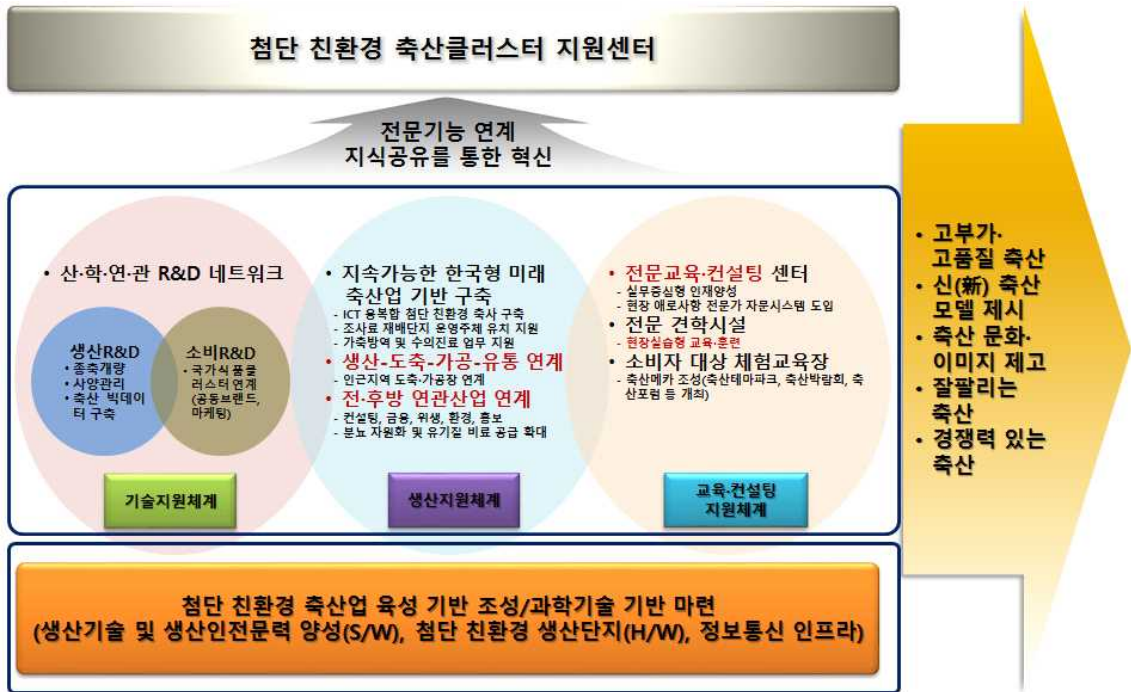 첨단 친환경 축산클러스터 지원센터
전문기능 연계
지식공유를 통한 혁신
• 산·학·연·관 R&D 네트워크
생산R&D
• 종축개량
• 사양관리
• 축산 빅데이
터 구축
소비R&D
• 국가식품클
러스터연계
(공동브랜드,
마케팅)
기술지원체계
• 지속가능한 한국형 미래
축산업 기반 구축
- ICT 융복합 첨단 친환경 축사 구축
- 조사료 재배단지 운영주체 유치 지원
- 가축방역 및 수의진료 업무 지원
• 생산-도축-가공-유통 연계
- 인근지역 도축·가공장 연계
• 전·후방 연관산업 연계
- 컨설팅, 금융, 위생, 환경, 홍보
- 분뇨 자원화 및 유기질 비료 공급 확대
생산지원체계
• 전문교육·컨설팅 센터
- 실무중심형 인재양성
- 현장 애로사항 전문가 자문시스템 도입
• 전문 견학시설
- 현장실습형 교육·훈련
• 소비자 대상 체험교육장
- 축산메카 조성(축산테마파크, 축산박람회, 축
산포럼 등 개최)
교육·컨설팅
지원체계
• 고부가·
고품질 축산
• 신(新) 축산
모델 제시
• 축산 문화·
이미지 제고
• 잘팔리는
축산
• 경쟁력 있는
축산
첨단 친환경 축산업 육성 기반 조성/과학기술 기반 마련
(생산기술 및 생산인전문력 양성(S/W), 첨단 친환경 생산단지(H/W), 정보통신 인프라)